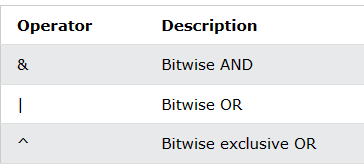 Operator Description
& Bitwise AND
| Bitwise OR
^ Bitwise exclusive OR